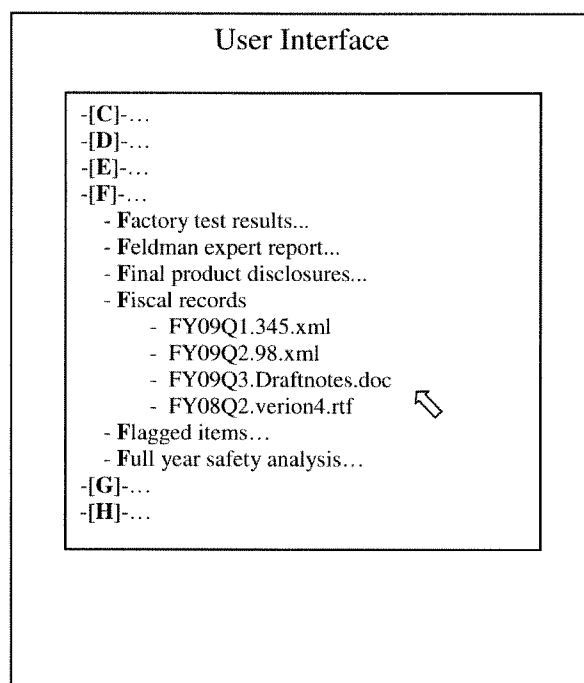 User Interface
-[C]-...
-[D]-...
-[E]-...
-[F]-...
- Factory test results...
- Feldman expert report...
- Final product disclosures...
- Fiscal records
- FY09Q1.345.xml
- FY09Q2.98.xml
- FY09Q3.Draftnotes.doc
- FY08Q2.verion4.rtf
- Flagged items...
- Full year safety analysis...
-[G]-...
-[H]-...